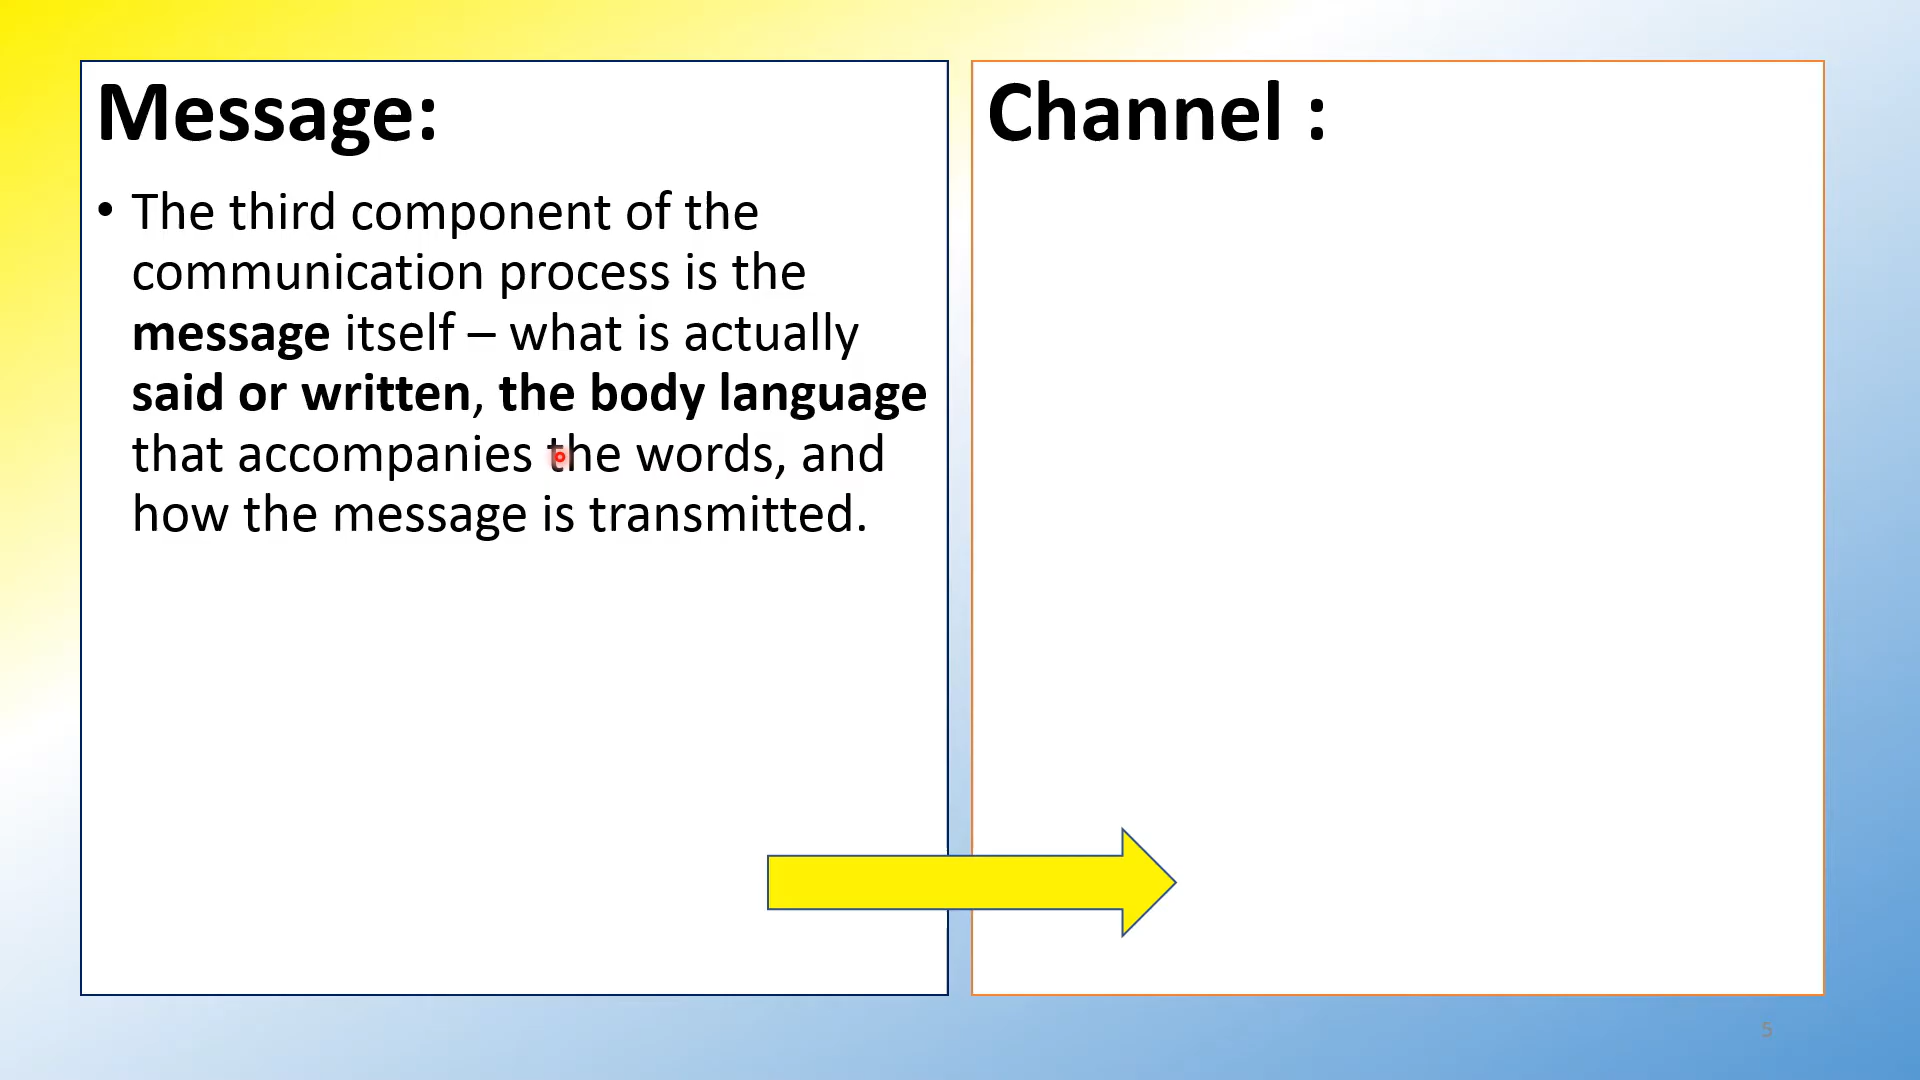 Message:
• The third component of the
communication process is the
message itself – what is actually
said or written, the body language
that accompanies the words, and
how the message is transmitted.
Channel :
5